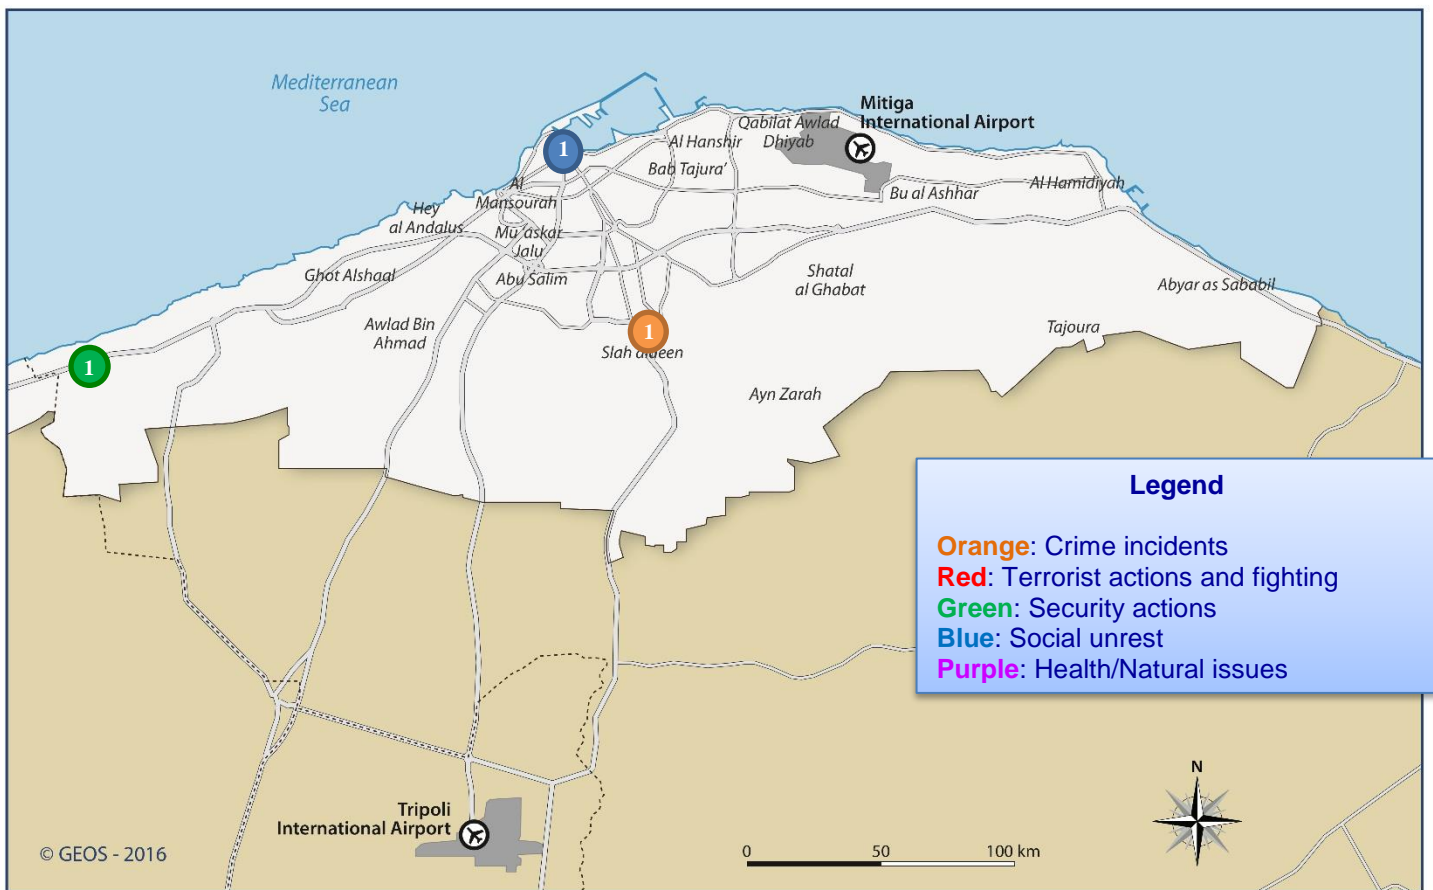 Mediterranean
Sea
Mitiga
International Airport
Qabilat Awlad
Dhiyab
Al Hanshir
Bab Tajura'
1
Al
Mansourah
Bu al Ashhar
Al Hamidiyah
Hey
al Andalus
Mu'askar
Jalu
Ghot Alshaal
Abu Salim
Shatal
al Ghabat
Abyar as Sababil
Awlad Bin
Ahmad
1
Slah aldeen
Tajoura
1
Ayn Zarah
Legend
Orange: Crime incidents
Red: Terrorist actions and fighting
Green: Security actions
Blue: Social unrest
Purple: Health/Natural issues
N
Tripoli
International Airport
© GEOS - 2016
0 50 100 km